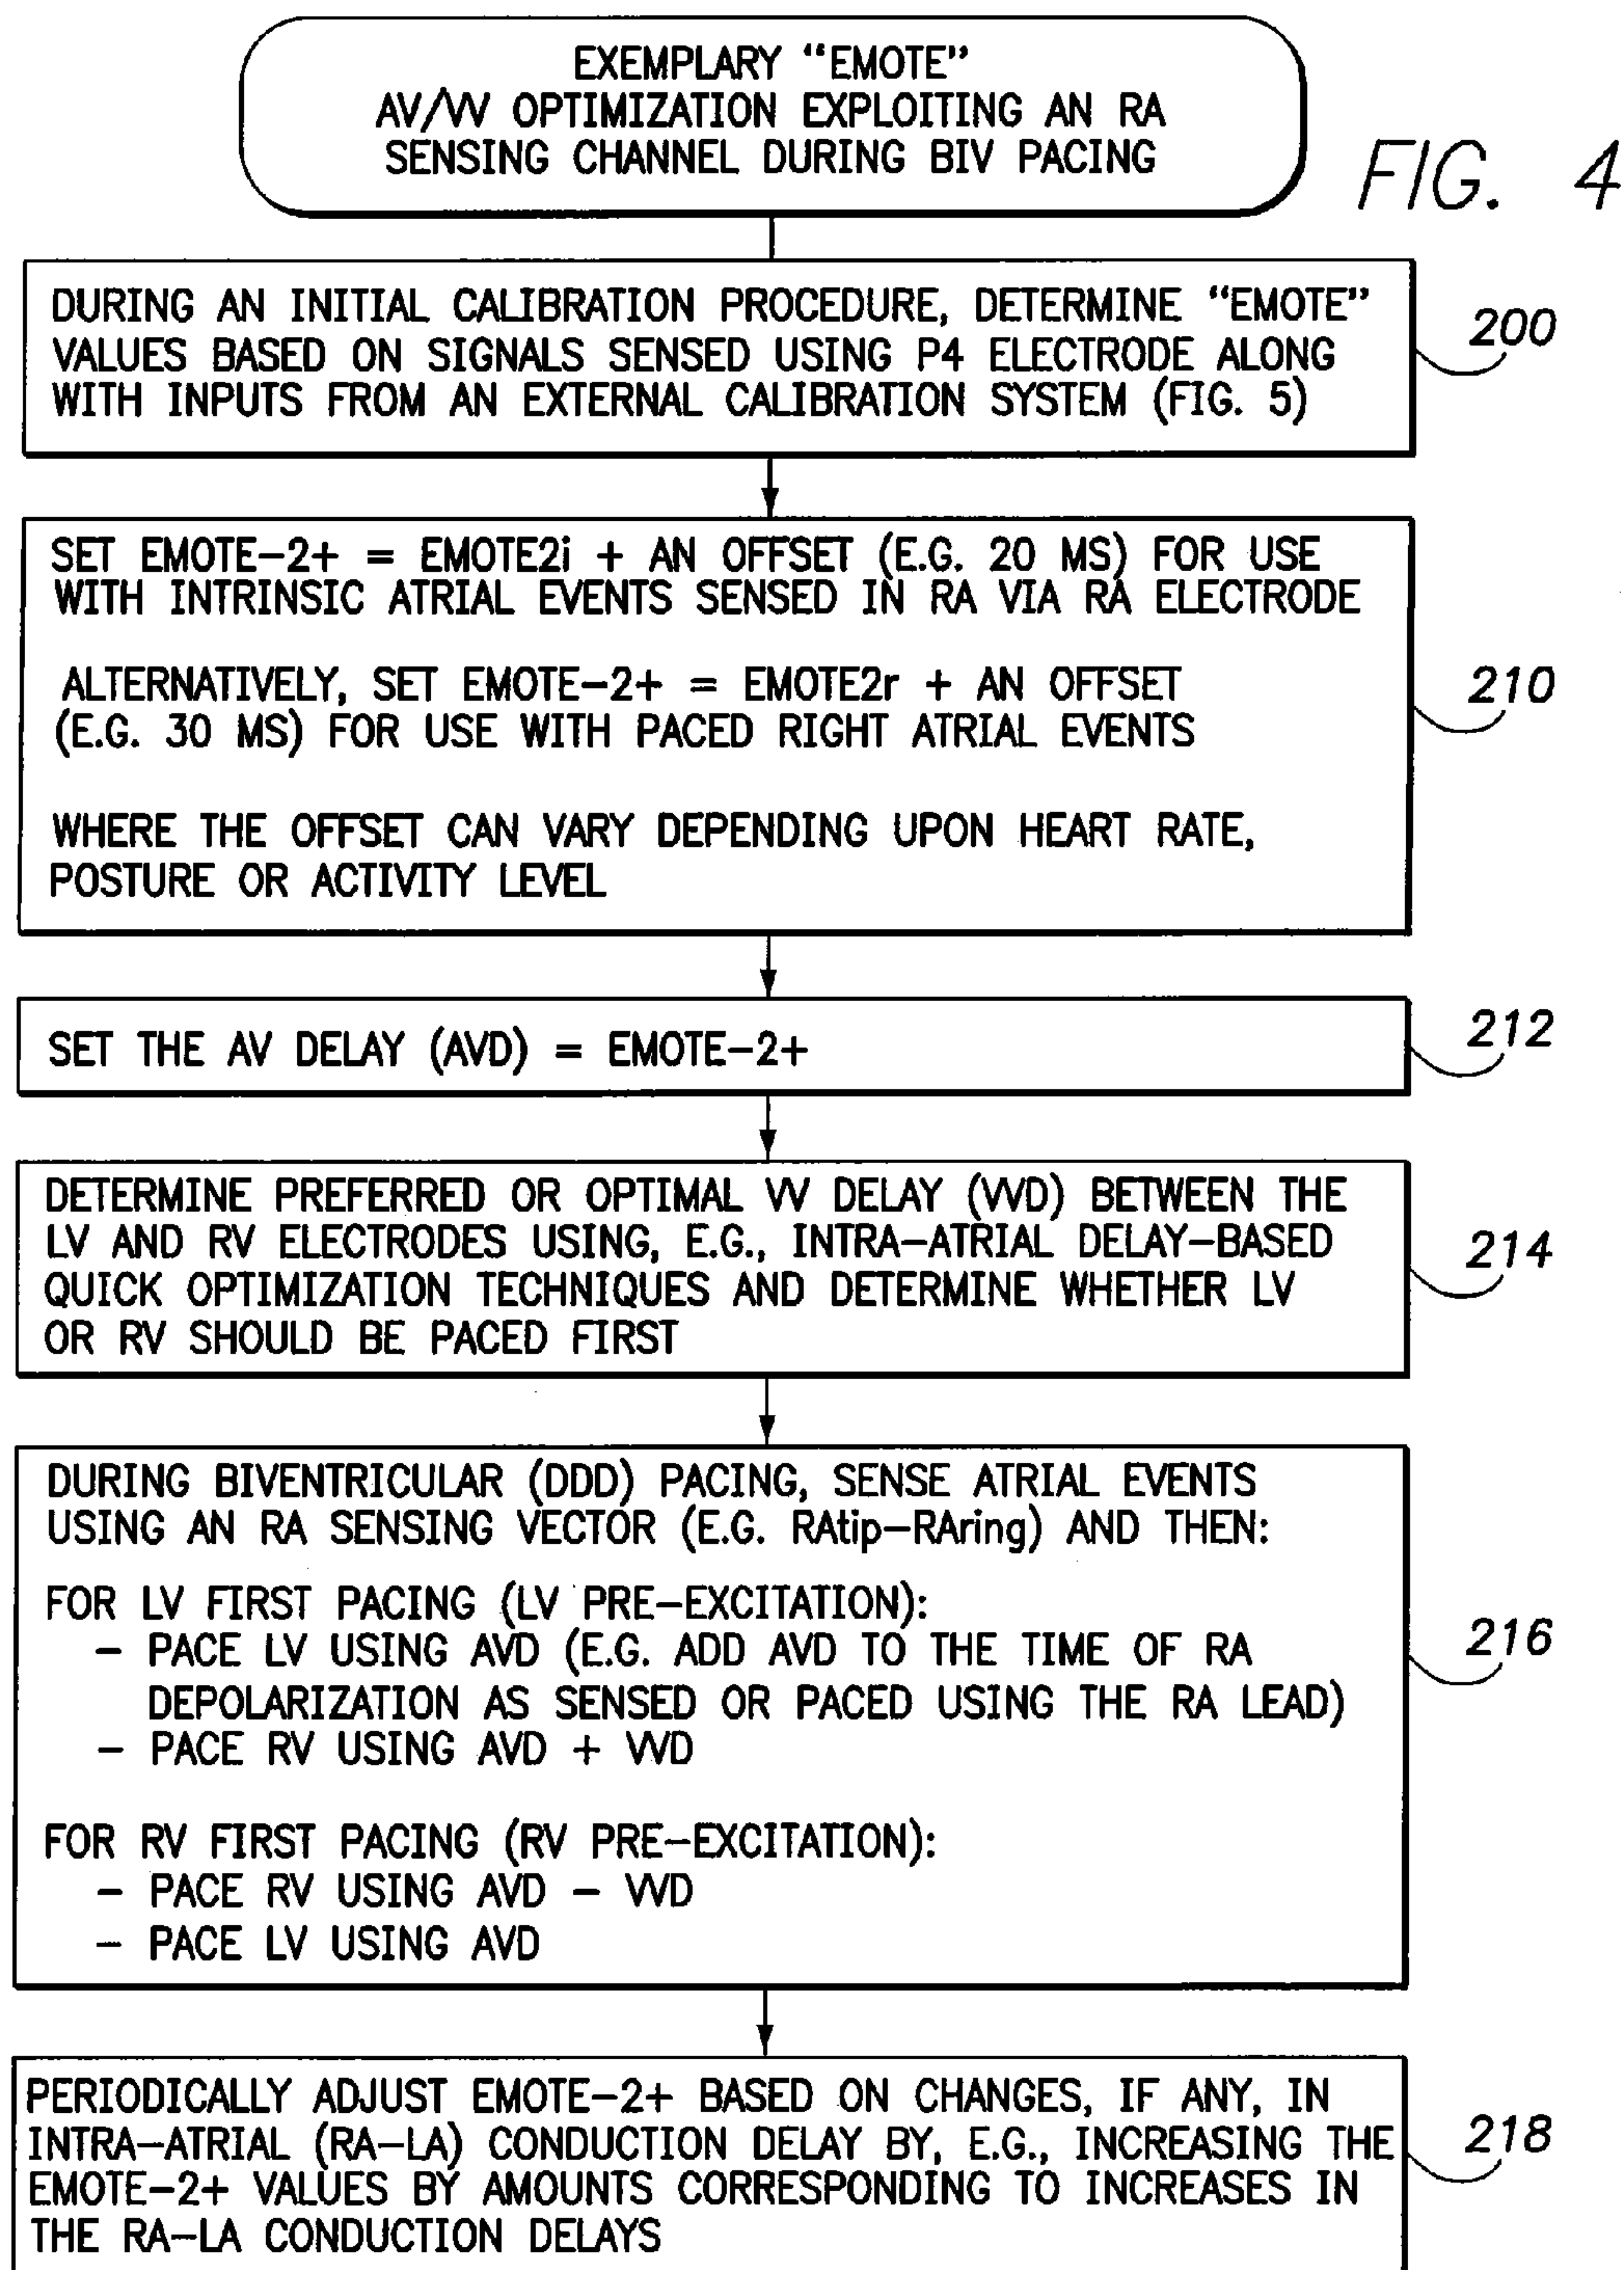 EXEMPLARY “EMOTE”
AV/VV OPTIMIZATION EXPLOITING AN RA
SENSING CHANNEL DURING BIV PACING
FIG. 4
DURING AN INITIAL CALIBRATION PROCEDURE, DETERMINE “EMOTE”
VALUES BASED ON SIGNALS SENSED USING P4 ELECTRODE ALONG
WITH INPUTS FROM AN EXTERNAL CALIBRATION SYSTEM (FIG. 5)
200
SET EMOTE-2+ = EMOTE2i + AN OFFSET (E.G. 20 MS) FOR USE
WITH INTRINSIC ATRIAL EVENTS SENSED IN RA VIA RA ELECTRODE
ALTERNATIVELY, SET EMOTE-2+ = EMOTE2r + AN OFFSET
(E.G. 30 MS) FOR USE WITH PACED RIGHT ATRIAL EVENTS
WHERE THE OFFSET CAN VARY DEPENDING UPON HEART RATE,
POSTURE OR ACTIVITY LEVEL
210
SET THE AV DELAY (AVD) = EMOTE-2+
212
DETERMINE PREFERRED OR OPTIMAL VV DELAY (VVD) BETWEEN THE
LV AND RV ELECTRODES USING, E.G., INTRA-ATRIAL DELAY-BASED
QUICK OPTIMIZATION TECHNIQUES AND DETERMINE WHETHER LV
OR RV SHOULD BE PACED FIRST
214
DURING BIVENTRICULAR (DDD) PACING, SENSE ATRIAL EVENTS
USING AN RA SENSING VECTOR (E.G. RAtip-RAring) AND THEN:
FOR LV FIRST PACING (LV PRE-EXCITATION):
- PACE LV USING AVD (E.G. ADD AVD TO THE TIME OF RA
DEPOLARIZATION AS SENSED OR PACED USING THE RA LEAD)
- PACE RV USING AVD + VVD
FOR RV FIRST PACING (RV PRE-EXCITATION):
- PACE RV USING AVD - VVD
- PACE LV USING AVD
216
PERIODICALLY ADJUST EMOTE-2+ BASED ON CHANGES, IF ANY, IN
INTRA-ATRIAL (RA-LA) CONDUCTION DELAY BY, E.G., INCREASING THE
EMOTE-2+ VALUES BY AMOUNTS CORRESPONDING TO INCREASES IN
THE RA-LA CONDUCTION DELAYS
218